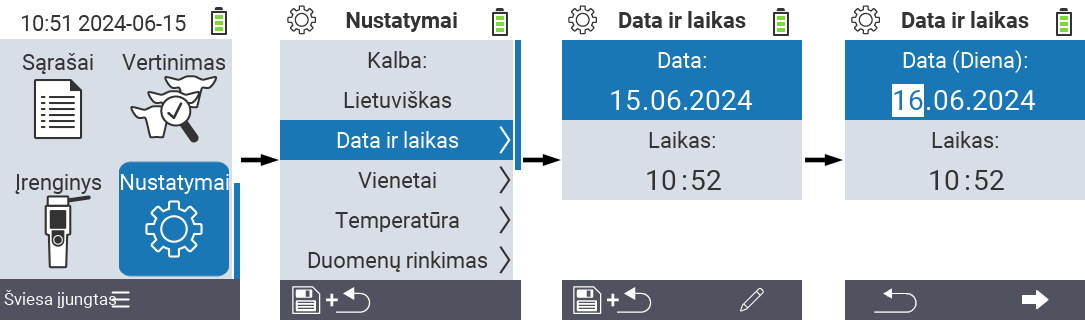 10:51 2024-06-15
Sąrašai Vertinimas
Įrenginys Nustatymai
Šviesa įjungtas
Nustatymai
Kalba:
Lietuviškas
Data ir laikas
Vienetai
Temperatūra
Duomenų rinkimas
+
Data ir laikas
Data:
15.06.2024
Laikas:
10:52
+
Data ir laikas
Data (Diena):
16.06.2024
Laikas:
10:52